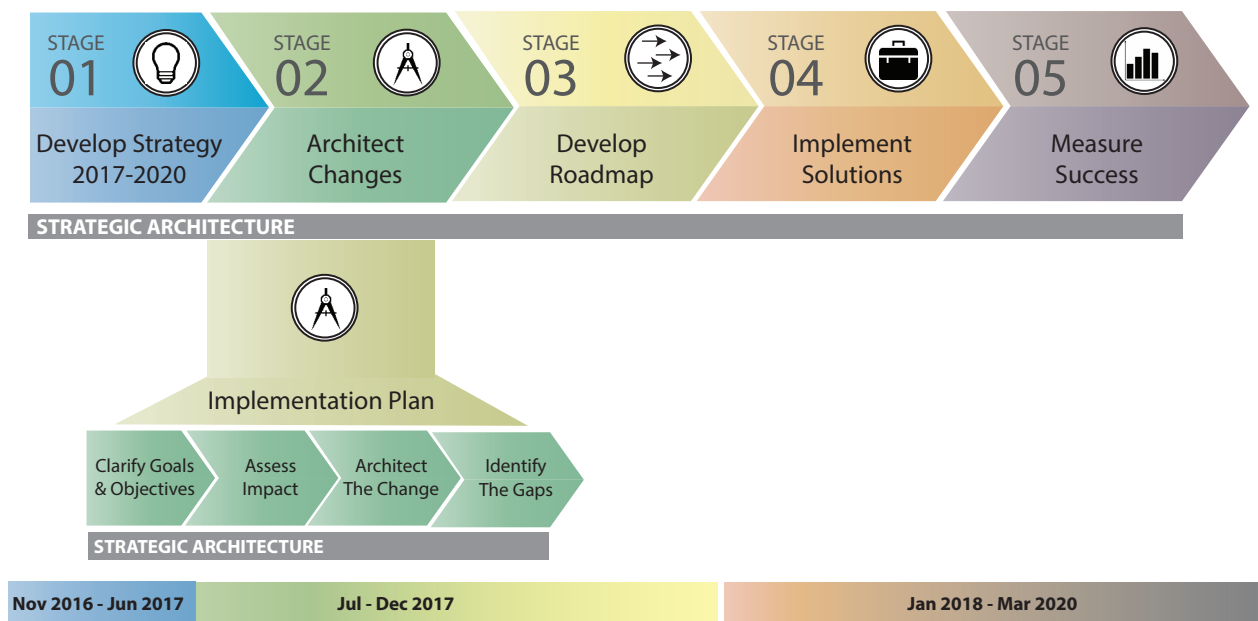 STAGE
01
Develop Strategy
2017-2020
STAGE
02
Architect
Changes
STAGE
03
Develop
Roadmap
STAGE
04
Implement
Solutions
STAGE
05
Measure
Success
STRATEGIC ARCHITECTURE
Implementation Plan
Clarify Goals
& Objectives
Assess
Impact
Architect
The Change
Identify
The Gaps
STRATEGIC ARCHITECTURE
Nov 2016 - Jun 2017
Jul - Dec 2017
Jan 2018 - Mar 2020